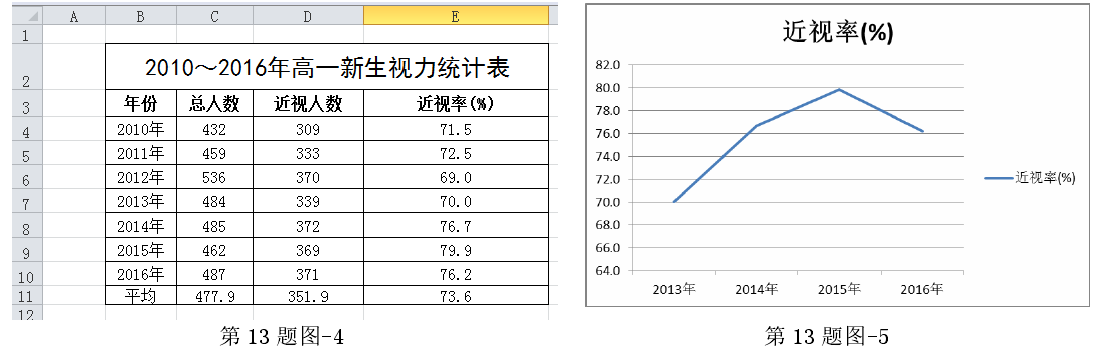 A B C D E
1
2 2010～2016年高一新生视力统计表
3 年份 总人数 近视人数 近视率(%)
4 2010年 432 309 71.5
5 2011年 459 333 72.5
6 2012年 536 370 69.0
7 2013年 484 339 70.0
8 2014年 485 372 76.7
9 2015年 462 369 79.9
10 2016年 487 371 76.2
11 平均 477.9 351.9 73.6
12
第 13 题图-4
近视率(%)
82.0
80.0
78.0
76.0
74.0
72.0
70.0
68.0
66.0
64.0
2013年 2014年 2015年 2016年
近视率(%)
第 13 题图-5